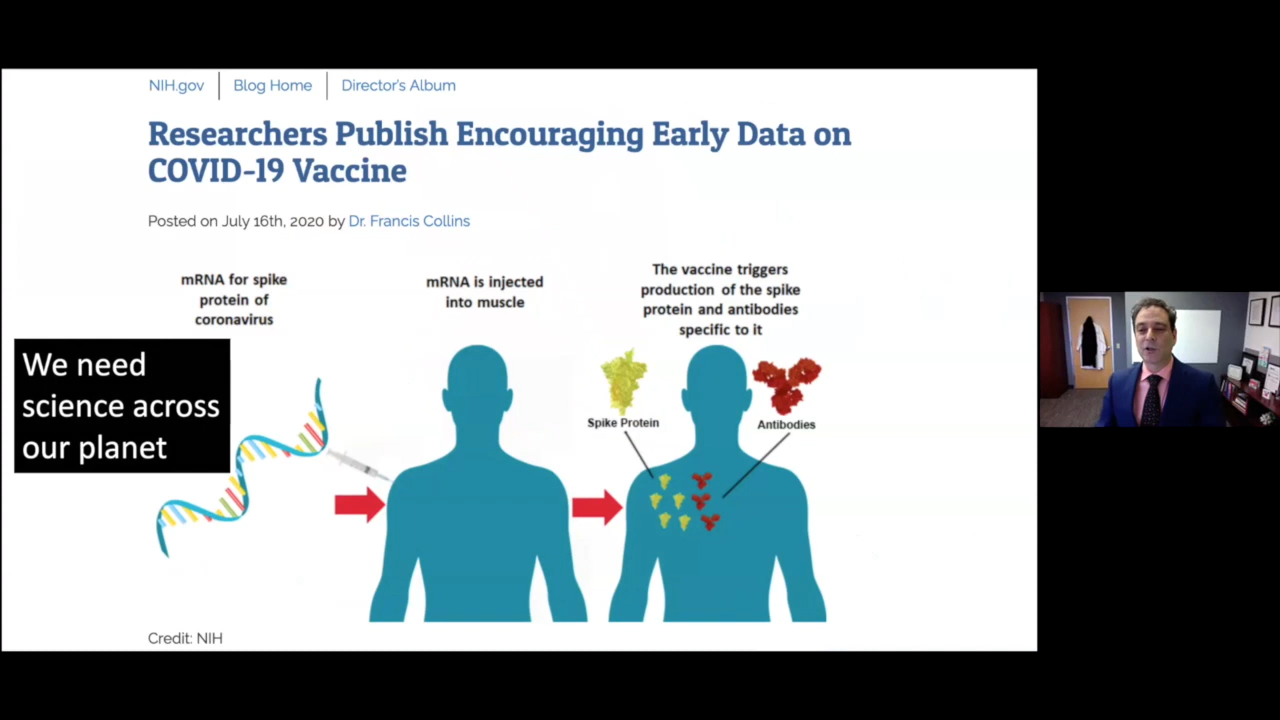 NIH.gov Blog Home Director's Album
Researchers Publish Encouraging Early Data on
COVID-19 Vaccine
Posted on July 16th, 2020 by Dr. Francis Collins
mRNA for spike
protein of
coronavirus
mRNA is injected
into muscle
The vaccine triggers
production of the spike
protein and antibodies
specific to it
We need
science across
our planet
Spike Protein
Antibodies
Credit: NIH